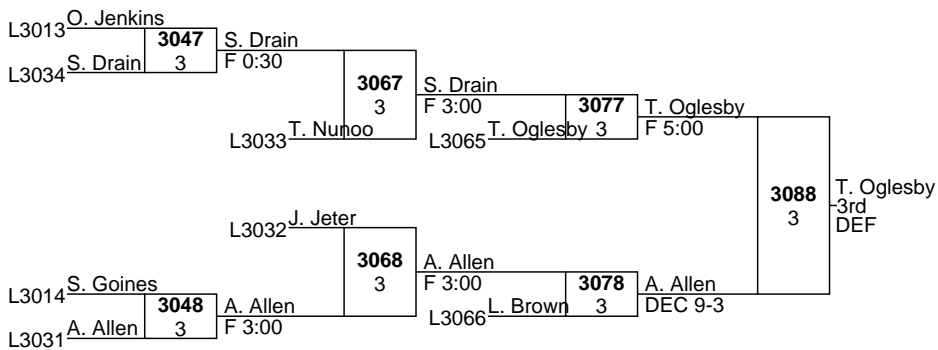 L3013 O. Jenkins
3047
3
L3034 S. Drain
S. Drain
F 0:30
3067
3
L3033 T. Nunoo
S. Drain
F 3:00
3077
3
L3065 T. Oglesby
T. Oglesby
F 5:00
3088
3
T. Oglesby
3rd
DEF
L3032 J. Jeter
3068
3
L3014 S. Goines
3048
3
L3031 A. Allen
A. Allen
F 3:00
A. Allen
F 3:00
3078
3
L3066 L. Brown
A. Allen
DEC 9-3